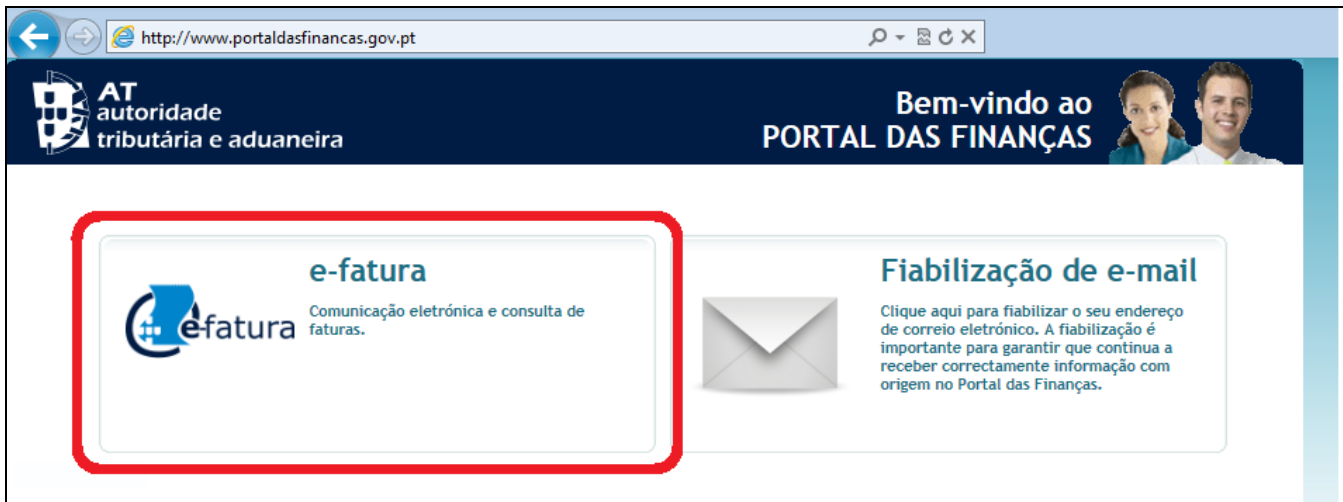 http://www.portaldasfinancas.gov.pt
AT
autoridade
tributária e aduaneira
Bem-vindo ao
PORTAL DAS FINANÇAS
e-fatura
e-fatura
Comunicação eletrónica e consulta de
faturas.
Fiabilização de e-mail
Clique aqui para fiabilizar o seu endereço
de correio eletrónico. A fiabilização é
importante para garantir que continua a
receber correctamente informação com
origem no Portal das Finanças.